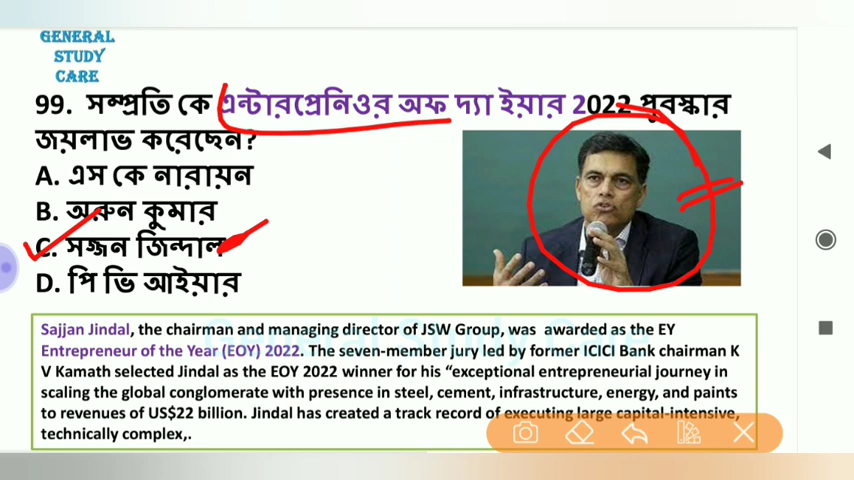 GENERAL
STUDY
CARE
99. সম্প্রতি কে এন্টারপ্রেনিওর অফ দ্যা ইয়ার 2022 পুরস্কার
জয়লাভ করেছেন?
A. এস কে নারায়ন
B. অরুন কুমার
C. সজ্জন জিন্দাল
D. পি ভি আইয়ার
Sajjan Jindal, the chairman and managing director of JSW Group, was awarded as the EY
Entrepreneur of the Year (EOY) 2022. The seven-member jury led by former ICICI Bank chairman K
V Kamath selected Jindal as the EOY 2022 winner for his “exceptional entrepreneurial journey in
scaling the global conglomerate with presence in steel, cement, infrastructure, energy, and paints
to revenues of US$22 billion. Jindal has created a track record of executing large capital-intensive,
technically complex,.